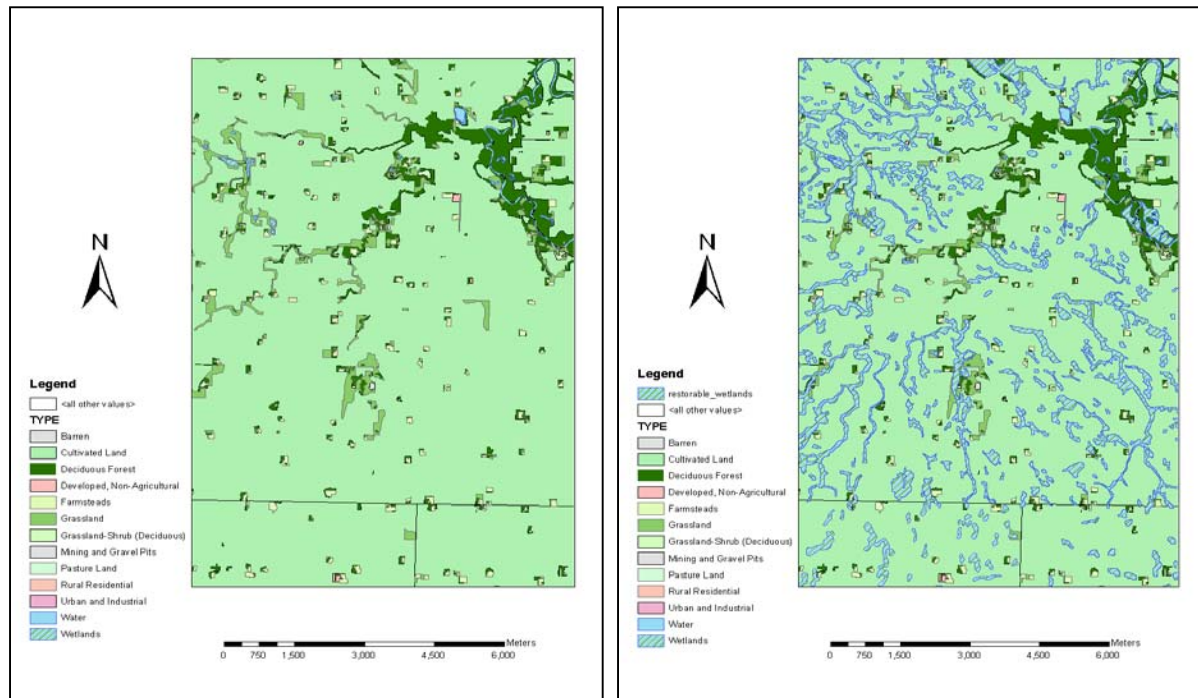 N
Legend
<all other values>
TYPE
Barren
Cultivated Land
Deciduous Forest
Developed, Non-Agricultural
Farmsteads
Grassland
Grassland-Shrub (Deciduous)
Mining and Gravel Pits
Pasture Land
Rural Residential
Urban and Industrial
Water
Wetlands
Meters
0 750 1,500 3,000 4,500 6,000
N
Legend
restorable_wetlands
<all other values>
TYPE
Barren
Cultivated Land
Deciduous Forest
Developed, Non-Agricultural
Farmsteads
Grassland
Grassland-Shrub (Deciduous)
Mining and Gravel Pits
Pasture Land
Rural Residential
Urban and Industrial
Water
Wetlands
Meters
0 750 1,500 3,000 4,500 6,000